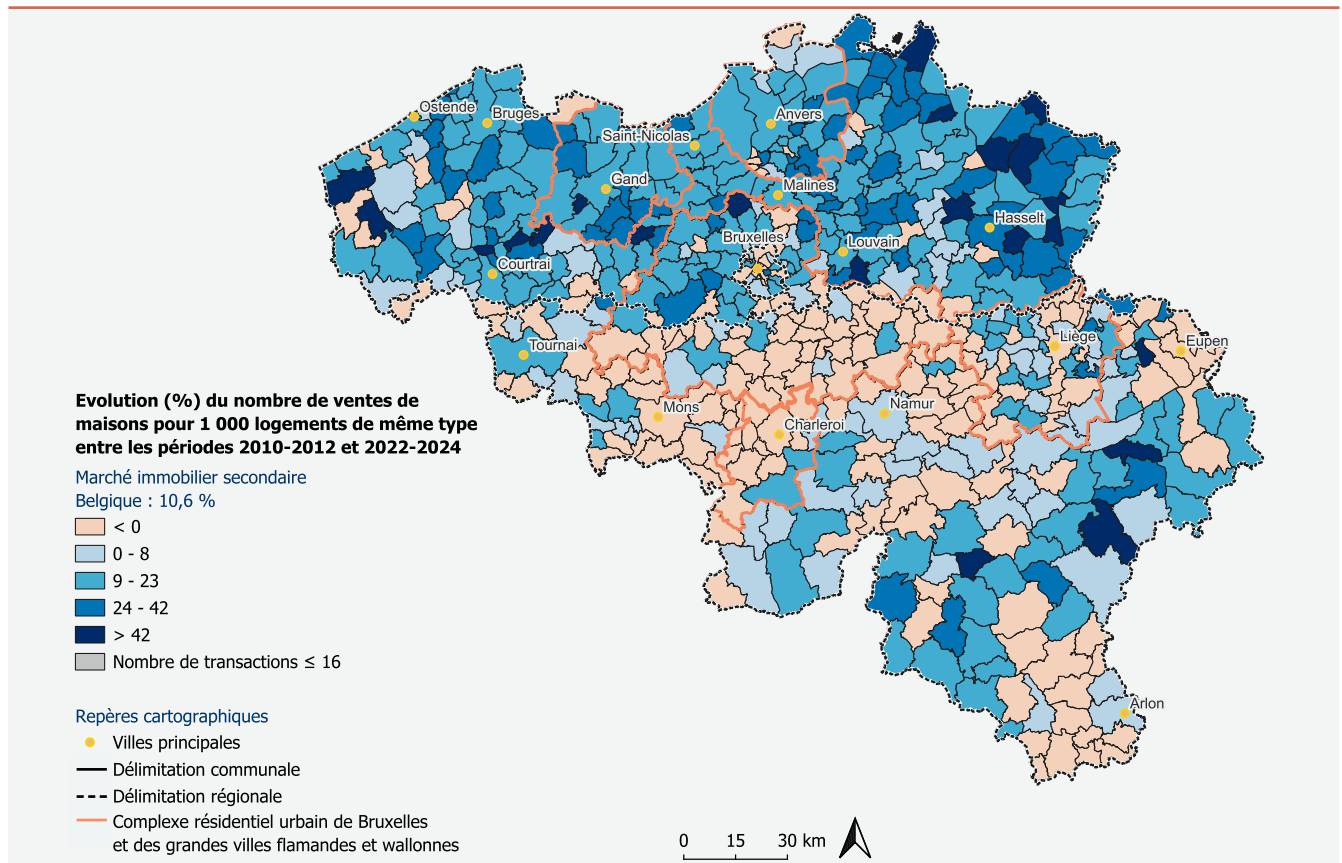 Ostende
Bruges
Anvers
Saint-Nicolas
Gand
Malines
Hasselt
Bruxelles
Louvain
Courtrai
Liège
Eupen
Tournai
Mons
Namur
Charleroi
Arlon
Evolution (%) du nombre de ventes de
maisons pour 1 000 logements de même type
entre les périodes 2010-2012 et 2022-2024
Marché immobilier secondaire
Belgique : 10,6 %
< 0
0 - 8
9 - 23
24 - 42
> 42
Nombre de transactions ≤ 16
Repères cartographiques
Villes principales
Délimitation communale
Délimitation régionale
Complexe résidentiel urbain de Bruxelles
et des grandes villes flamandes et wallonnes
0 15 30 km